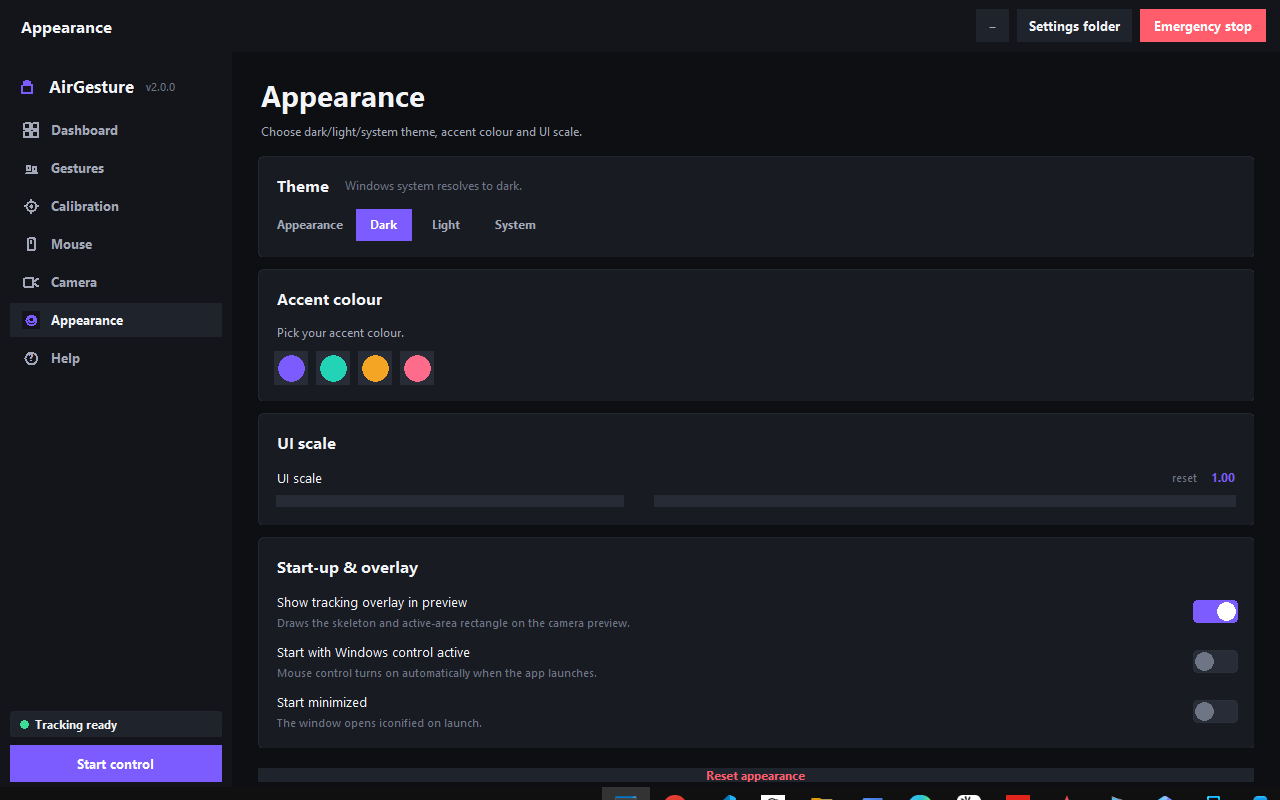 Appearance
– Settings folder Emergency stop
AirGesture v2.0.0
Dashboard
Gestures
Calibration
Mouse
Camera
Appearance
Help
Tracking ready
Start control
Appearance
Choose dark/light/system theme, accent colour and UI scale.
Theme Windows system resolves to dark.
Appearance Dark Light System
Accent colour
Pick your accent colour.
UI scale
UI scale reset 1.00
Start-up & overlay
Show tracking overlay in preview
Draws the skeleton and active-area rectangle on the camera preview.
Start with Windows control active
Mouse control turns on automatically when the app launches.
Start minimized
The window opens iconified on launch.
Reset appearance